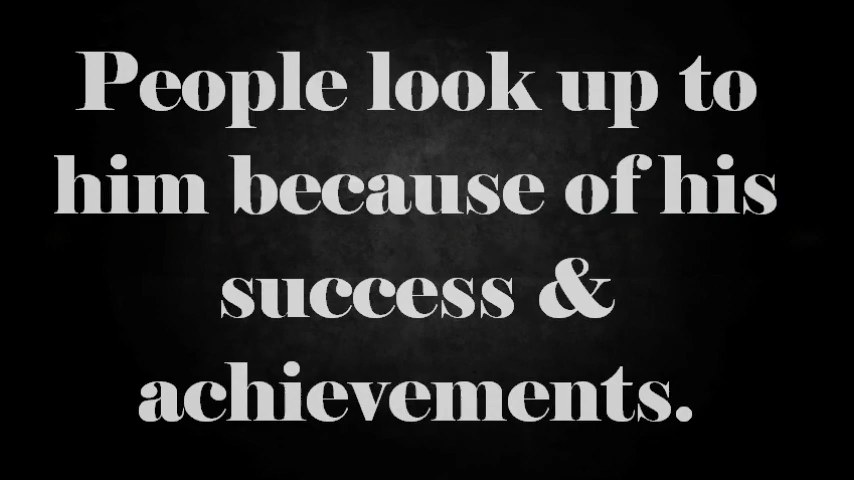 People look up to
him because of his
success &
achievements.